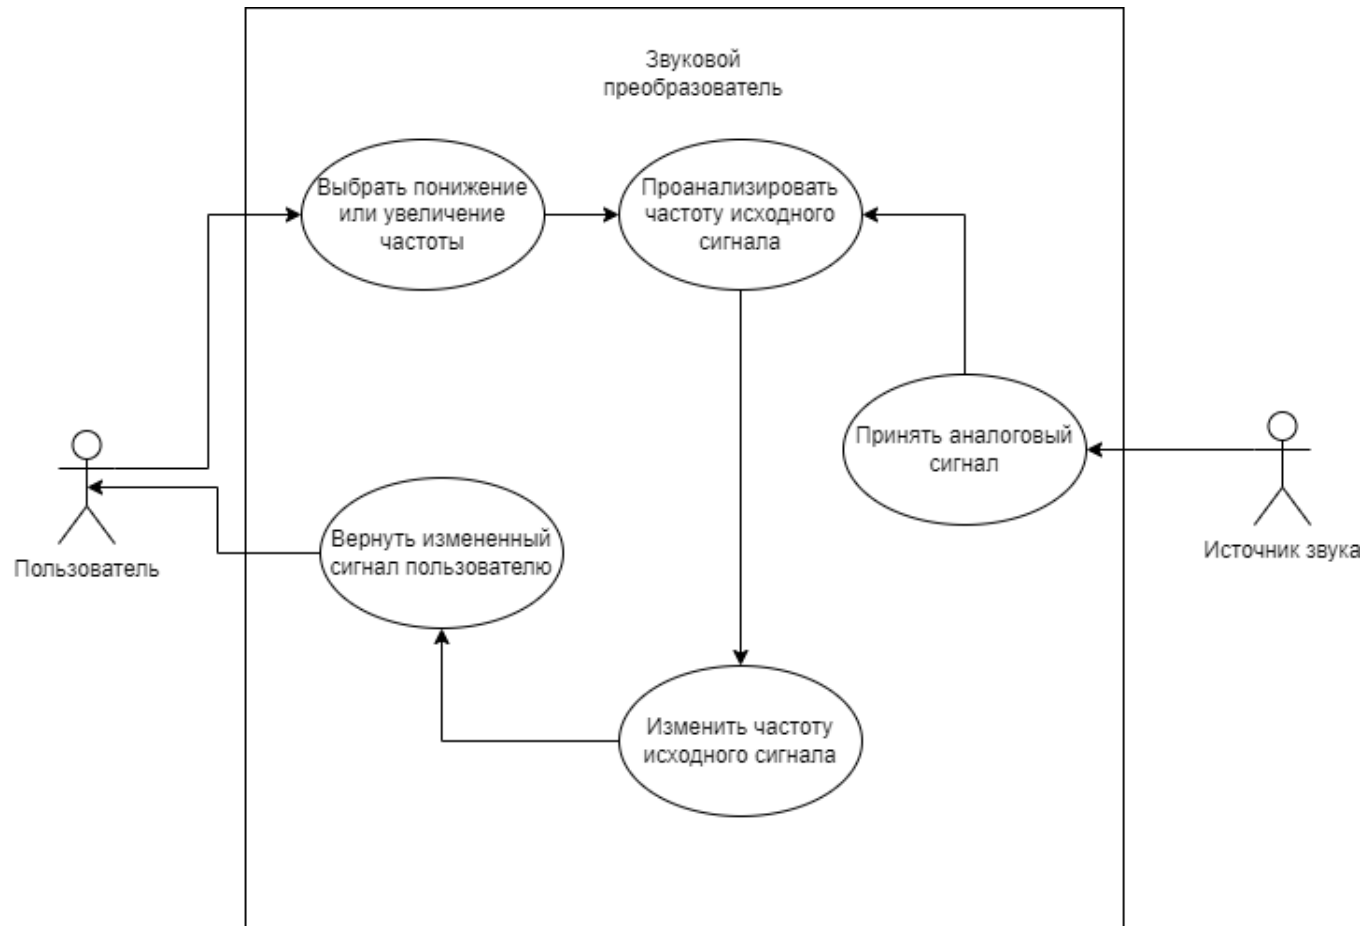 Звуковой
преобразователь
Выбрать понижение
или увеличение
частоты
Проанализировать
частоту исходного
сигнала
Принять аналоговый
сигнал
Источник звука
Пользователь
Вернуть измененный
сигнал пользователю
Изменить частоту
исходного сигнала